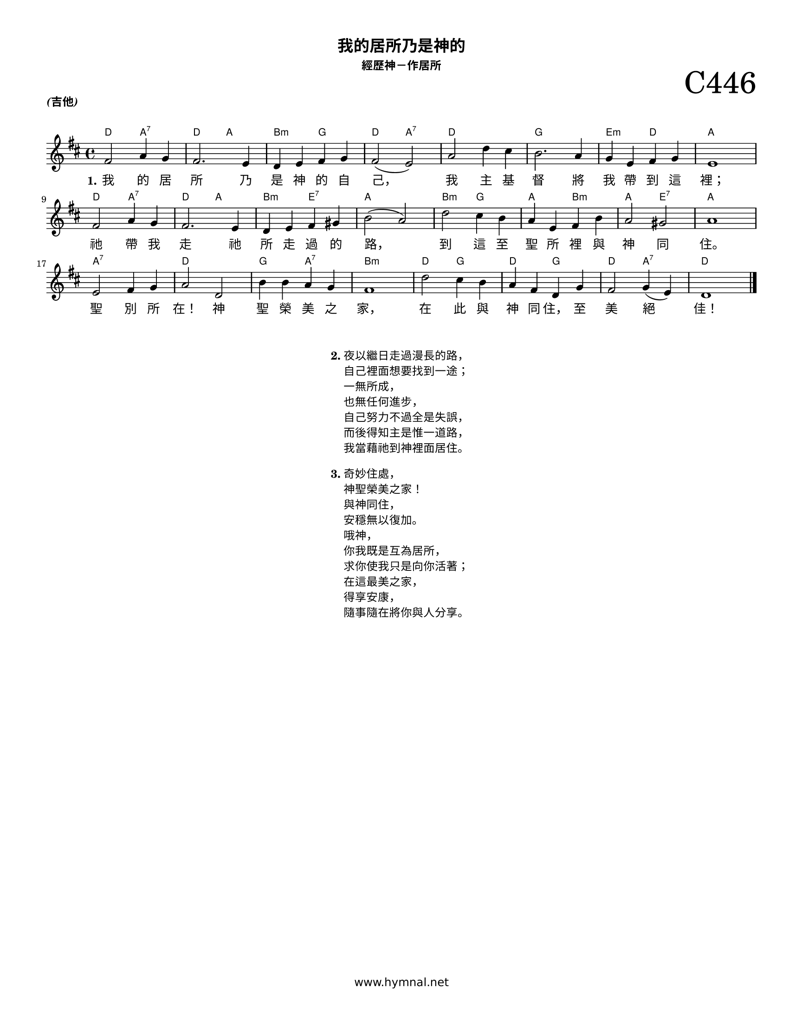 我的居所乃是神的
經歷神－作居所
C446
(吉他)
D A7 D A Bm G D A7 D G Em D A
1. 我 的 居 所 乃 是 神 的 自 己， 我 主 基 督 將 我 帶 到 這 裡；
9 D A7 D A Bm E7 A Bm G A Bm A E7 A
祂 帶 我 走 祂 所 走 過 的 路， 到 這 至 聖 所 裡 與 神 同 住。
17 A7 D G A7 Bm D G D G D A7 D
聖 別 所 在！ 神 聖 榮 美 之 家， 在 此 與 神 同 住， 至 美 絕 佳！
2. 夜以繼日走過漫長的路，
自己裡面想要找到一途；
一無所成，
也無任何進步，
自己努力不過全是失誤，
而後得知主是惟一道路，
我當藉祂到神裡面居住。
3. 奇妙住處，
神聖榮美之家！
與神同住，
安穩無以復加。
哦神，
你我既是互為居所，
求你使我只是向你活著；
在這最美之家，
得享安康，
隨事隨在將你與人分享。
www.hymnal.net